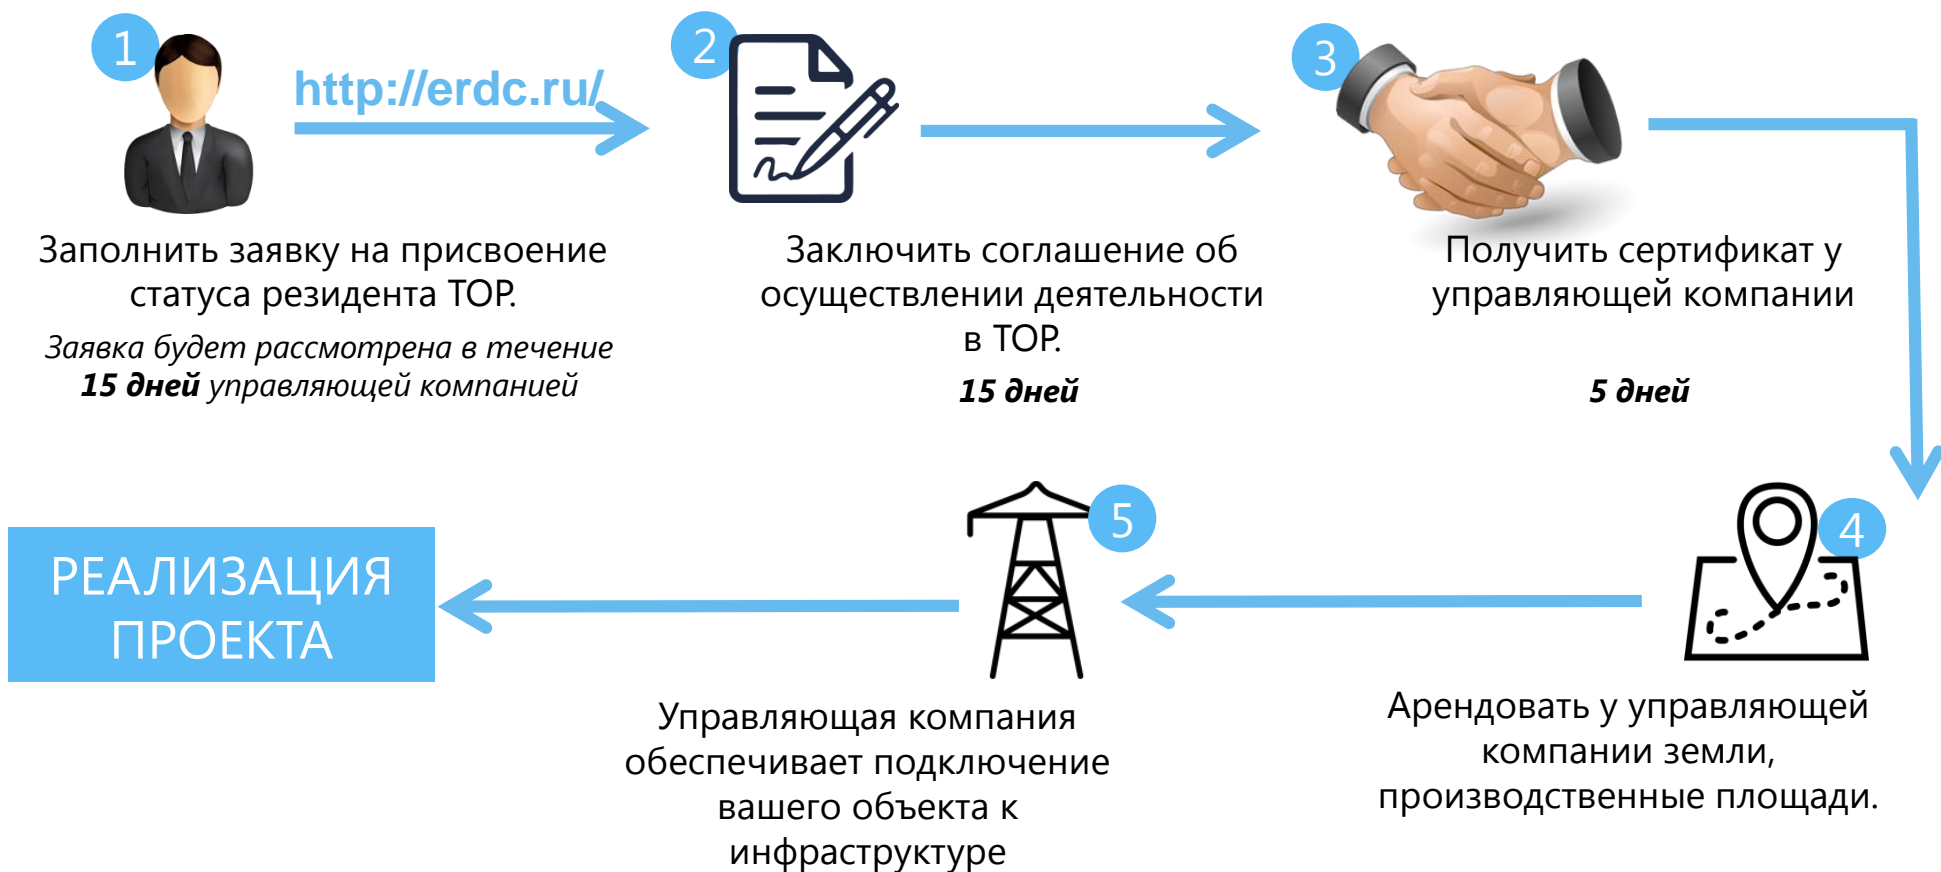 1
http://erdc.ru/
2
3
Заполнить заявку на присвоение
статуса резидента ТОР.
Заявка будет рассмотрена в течение
15 дней управляющей компанией
Заключить соглашение об
осуществлении деятельности
в ТОР.
15 дней
Получить сертификат у
управляющей компании
5 дней
4
Арендовать у управляющей
компании земли,
производственные площади.
5
Управляющая компания
обеспечивает подключение
вашего объекта к
инфраструктуре
РЕАЛИЗАЦИЯ
ПРОЕКТА